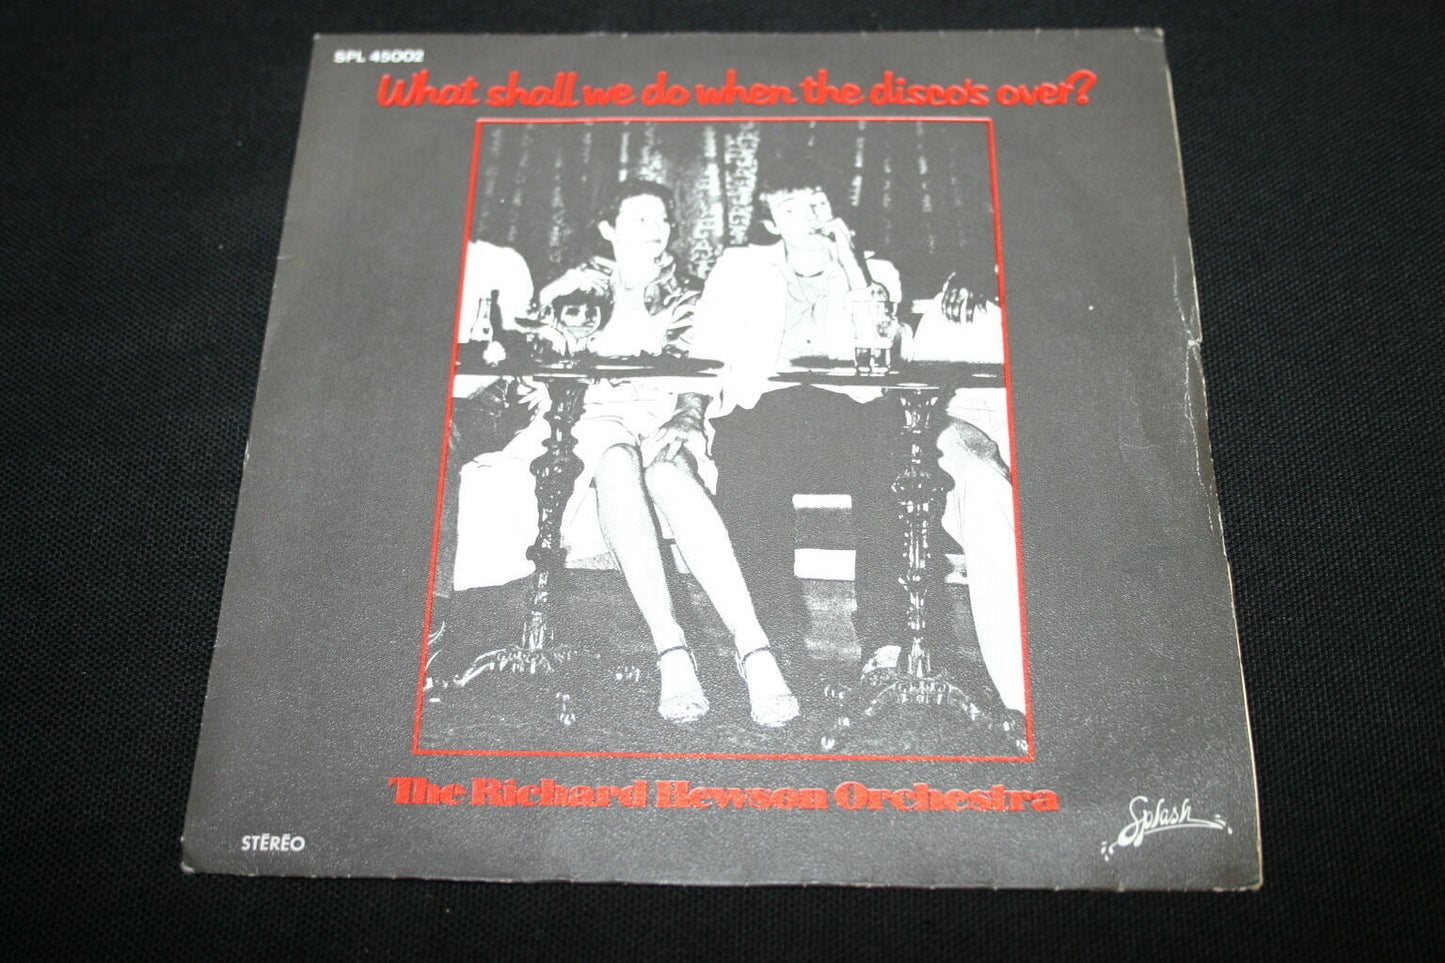 SPL 45002
What shall we do when the disco's over?
The Richard Hewson Orchestra
STÉRÉO
Splash